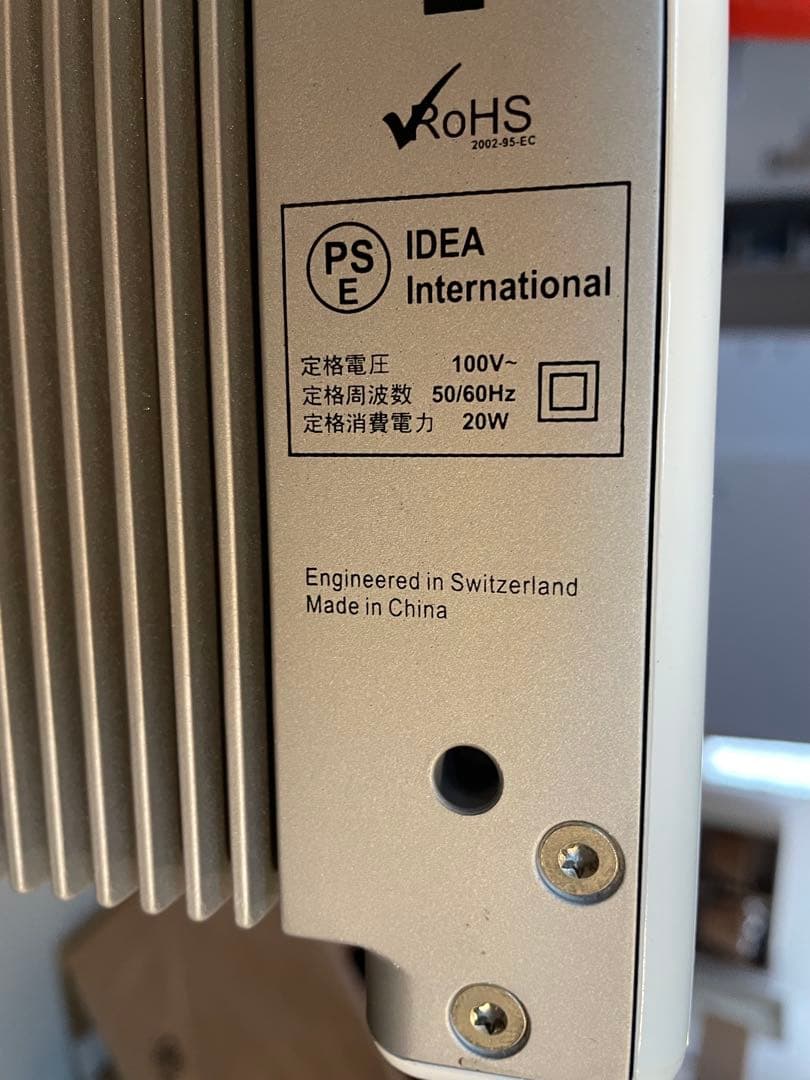 RoHS
2002-95-EC
PS
E
IDEA
International
定格電圧 100V~
定格周波数 50/60Hz
定格消費電力 20W
Engineered in Switzerland
Made in China